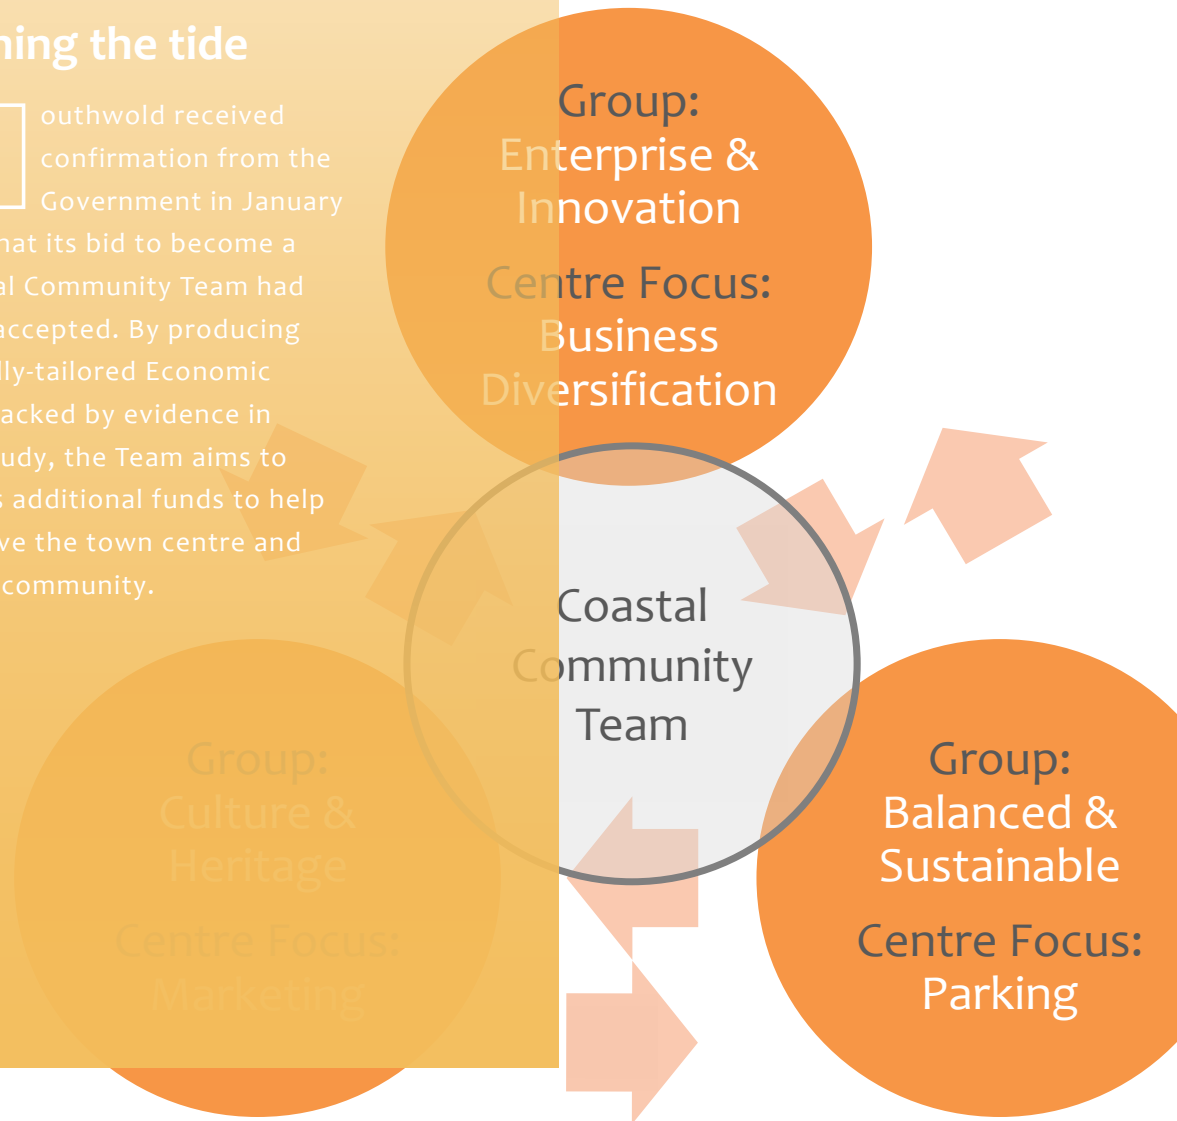 ning the tide
outhwold received
confirmation from the
Government in January
hat its bid to become a
al Community Team had
accepted. By producing
lly-tailored Economic
acked by evidence in
udy, the Team aims to
s additional funds to help
ve the town centre and
community.
Group:
Enterprise &
Innovation
Centre Focus:
Business
Diversification
Coastal
Community
Team
Group:
Culture &
Heritage
Centre Focus:
Marketing
Group:
Balanced &
Sustainable
Centre Focus:
Parking